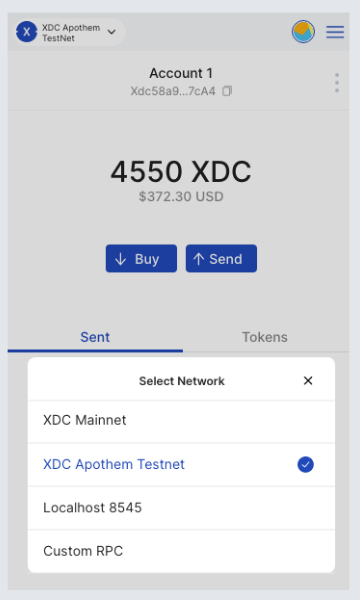 X
XDC Apothem
TestNet
Account 1
Xdc58a9...7cA4
4550 XDC
$372.30 USD
Buy
Send
Sent
Tokens
Select Network
XDC Mainnet
XDC Apothem Testnet
Localhost 8545
Custom RPC